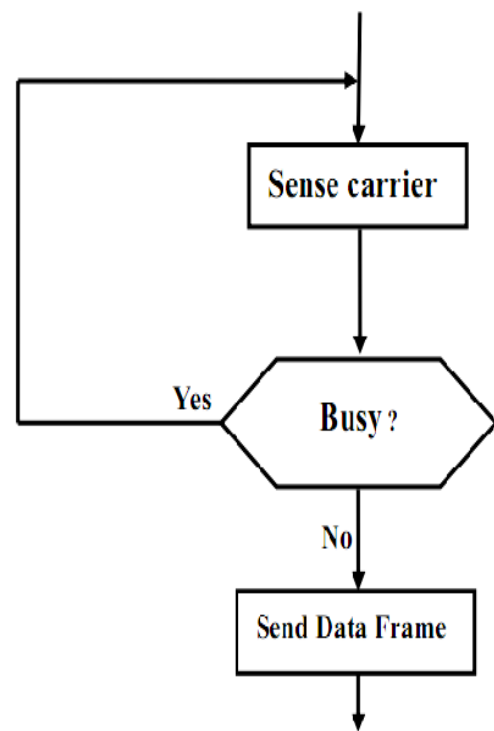 Sense carrier
Yes
Busy ?
No
Send Data Frame